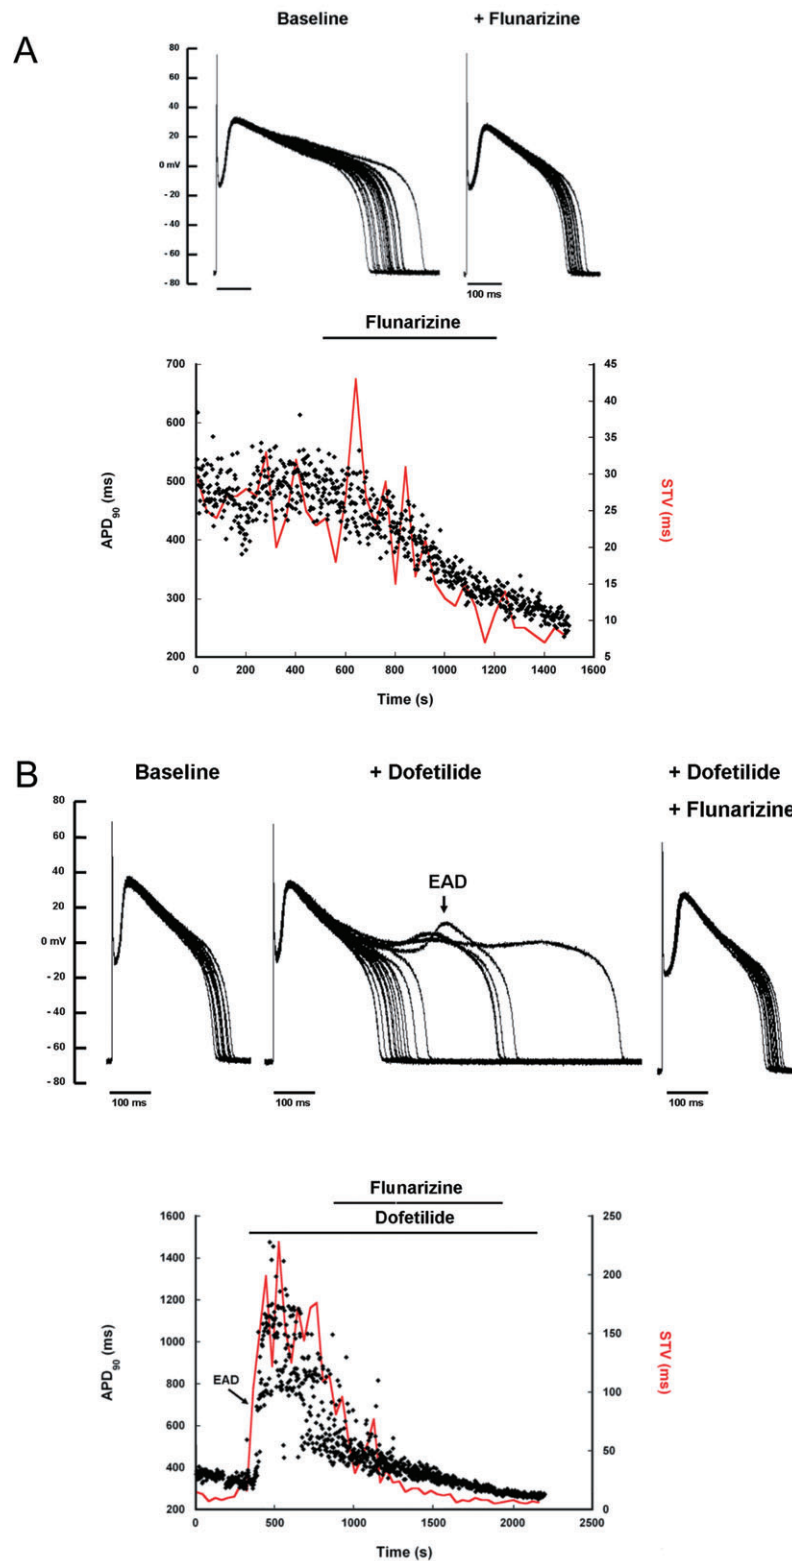 A
Baseline + Flunarizine
80
60
40
20
0 mV
- 20
- 40
- 60
- 80
100 ms
Flunarizine
700
600
500
400
300
200
45
40
35
30
25
20
15
10
5
APD90 (ms)
STV (ms)
0 200 400 600 800 1000 1200 1400 1600
Time (s)
B
Baseline + Dofetilide + Dofetilide
+ Flunarizine
80
60
40
20
0 mV
- 20
- 40
- 60
- 80
EAD
100 ms 100 ms 100 ms
Flunarizine
Dofetilide
1600
1400
1200
1000
800
600
400
200
250
200
150
100
50
0
APD90 (ms)
STV (ms)
EAD
0 500 1000 1500 2000 2500
Time (s)